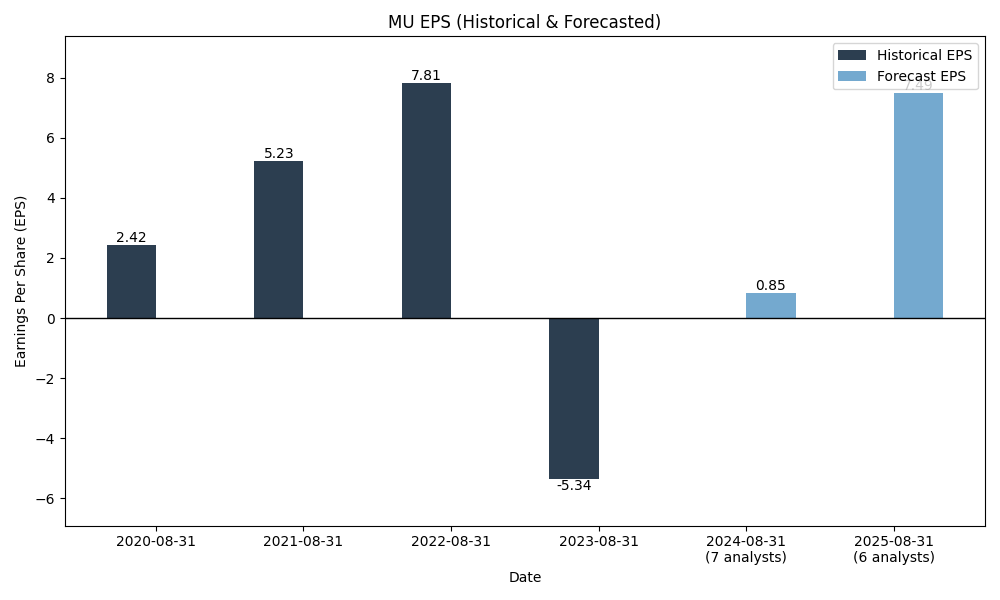 MU EPS (Historical & Forecasted)
Historical EPS
Forecast EPS
7.49
7.81
5.23
2.42
0.85
-5.34
8
6
4
2
0
−2
−4
−6
Earnings Per Share (EPS)
2020-08-31
2021-08-31
2022-08-31
2023-08-31
2024-08-31
(7 analysts)
2025-08-31
(6 analysts)
Date